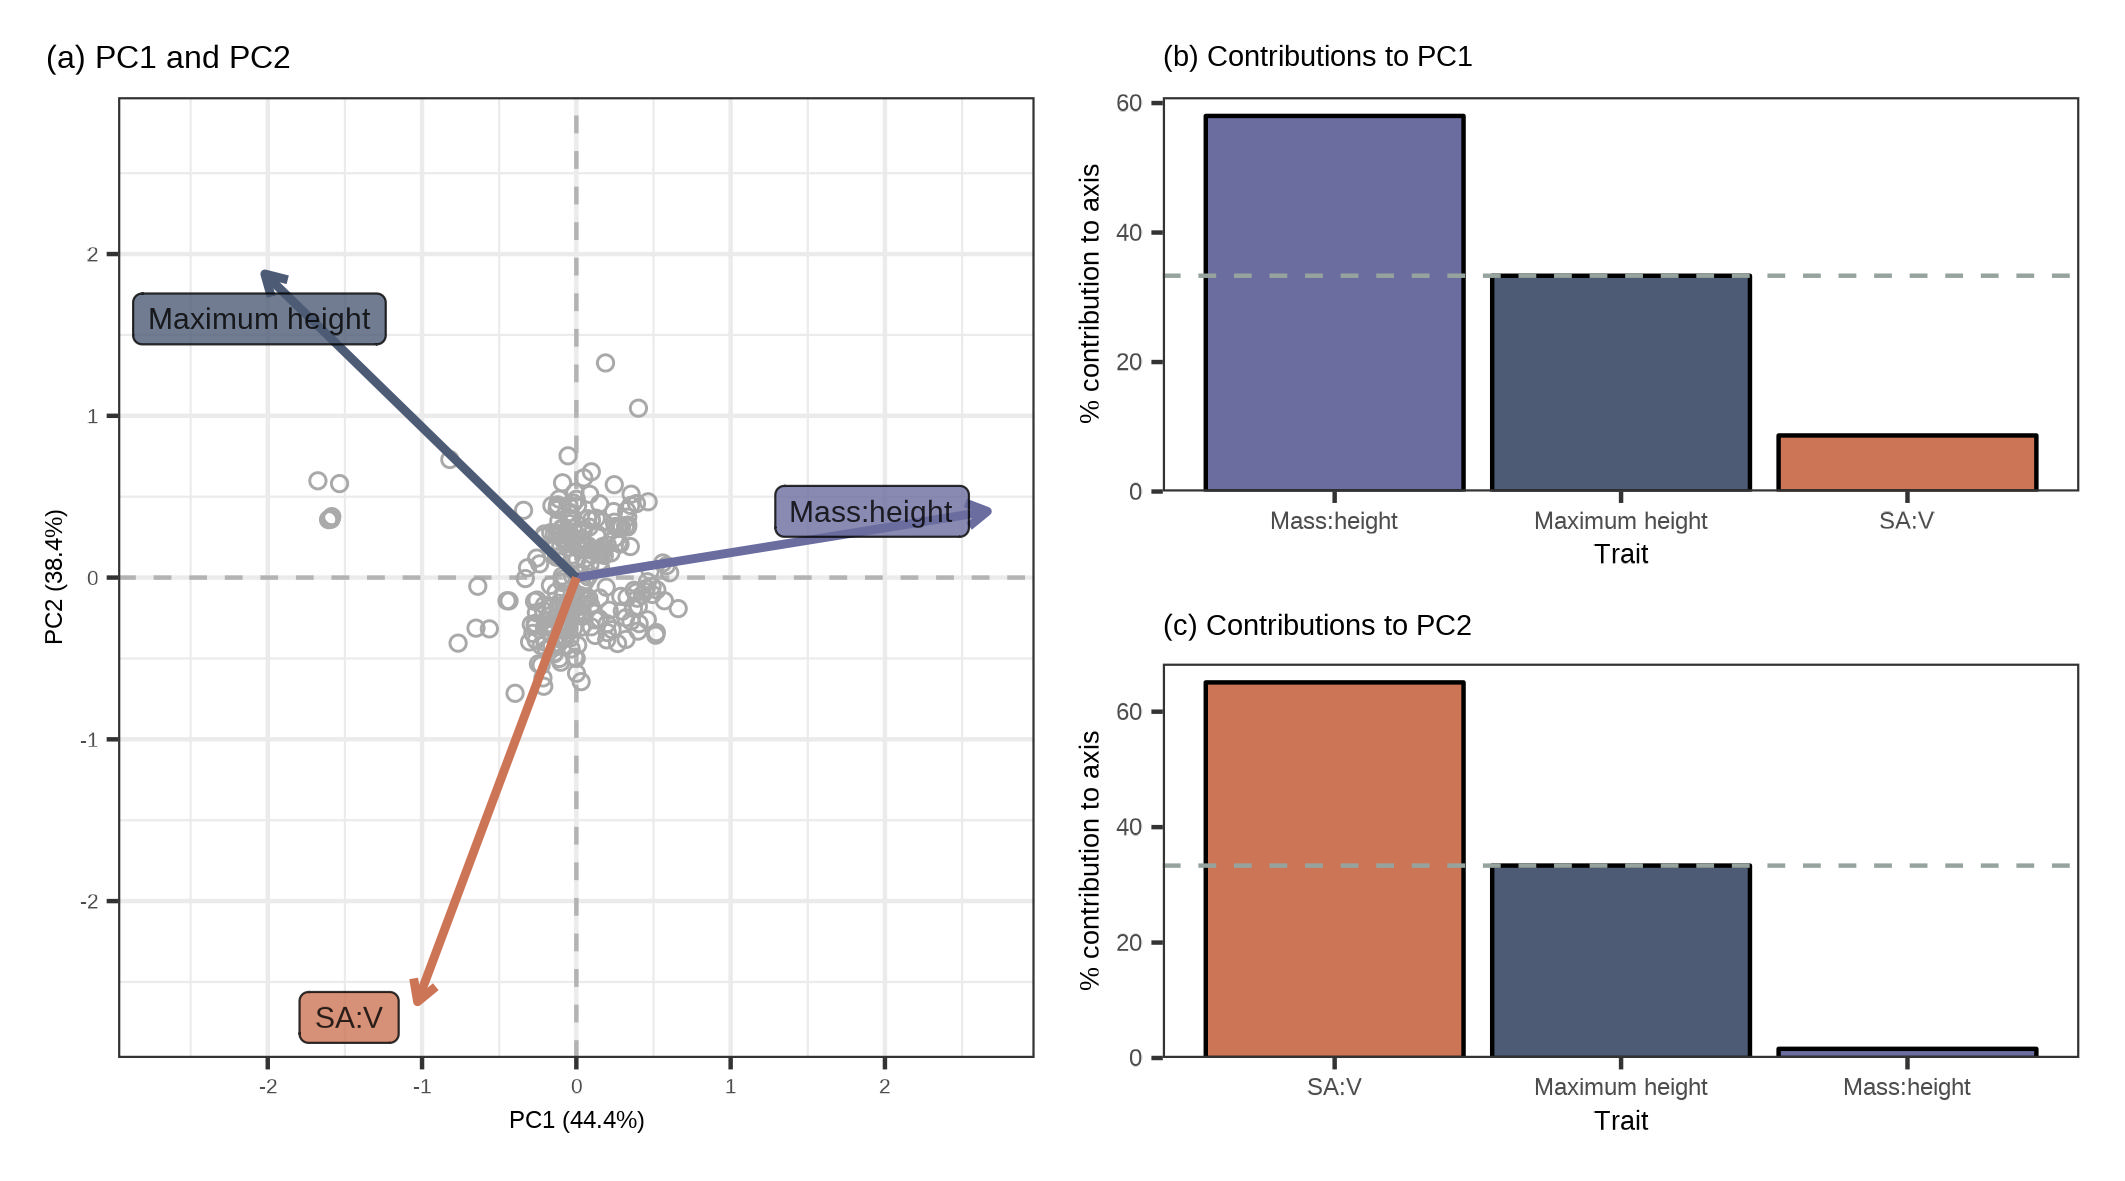 (a) PC1 and PC2
2
1
0
-1
-2
PC2 (38.4%)
Maximum height
Mass:height
SA:V
-2
-1
0
1
2
PC1 (44.4%)
(b) Contributions to PC1
60
40
20
0
% contribution to axis
Mass:height
Maximum height
SA:V
Trait
(c) Contributions to PC2
60
40
20
0
% contribution to axis
SA:V
Maximum height
Mass:height
Trait